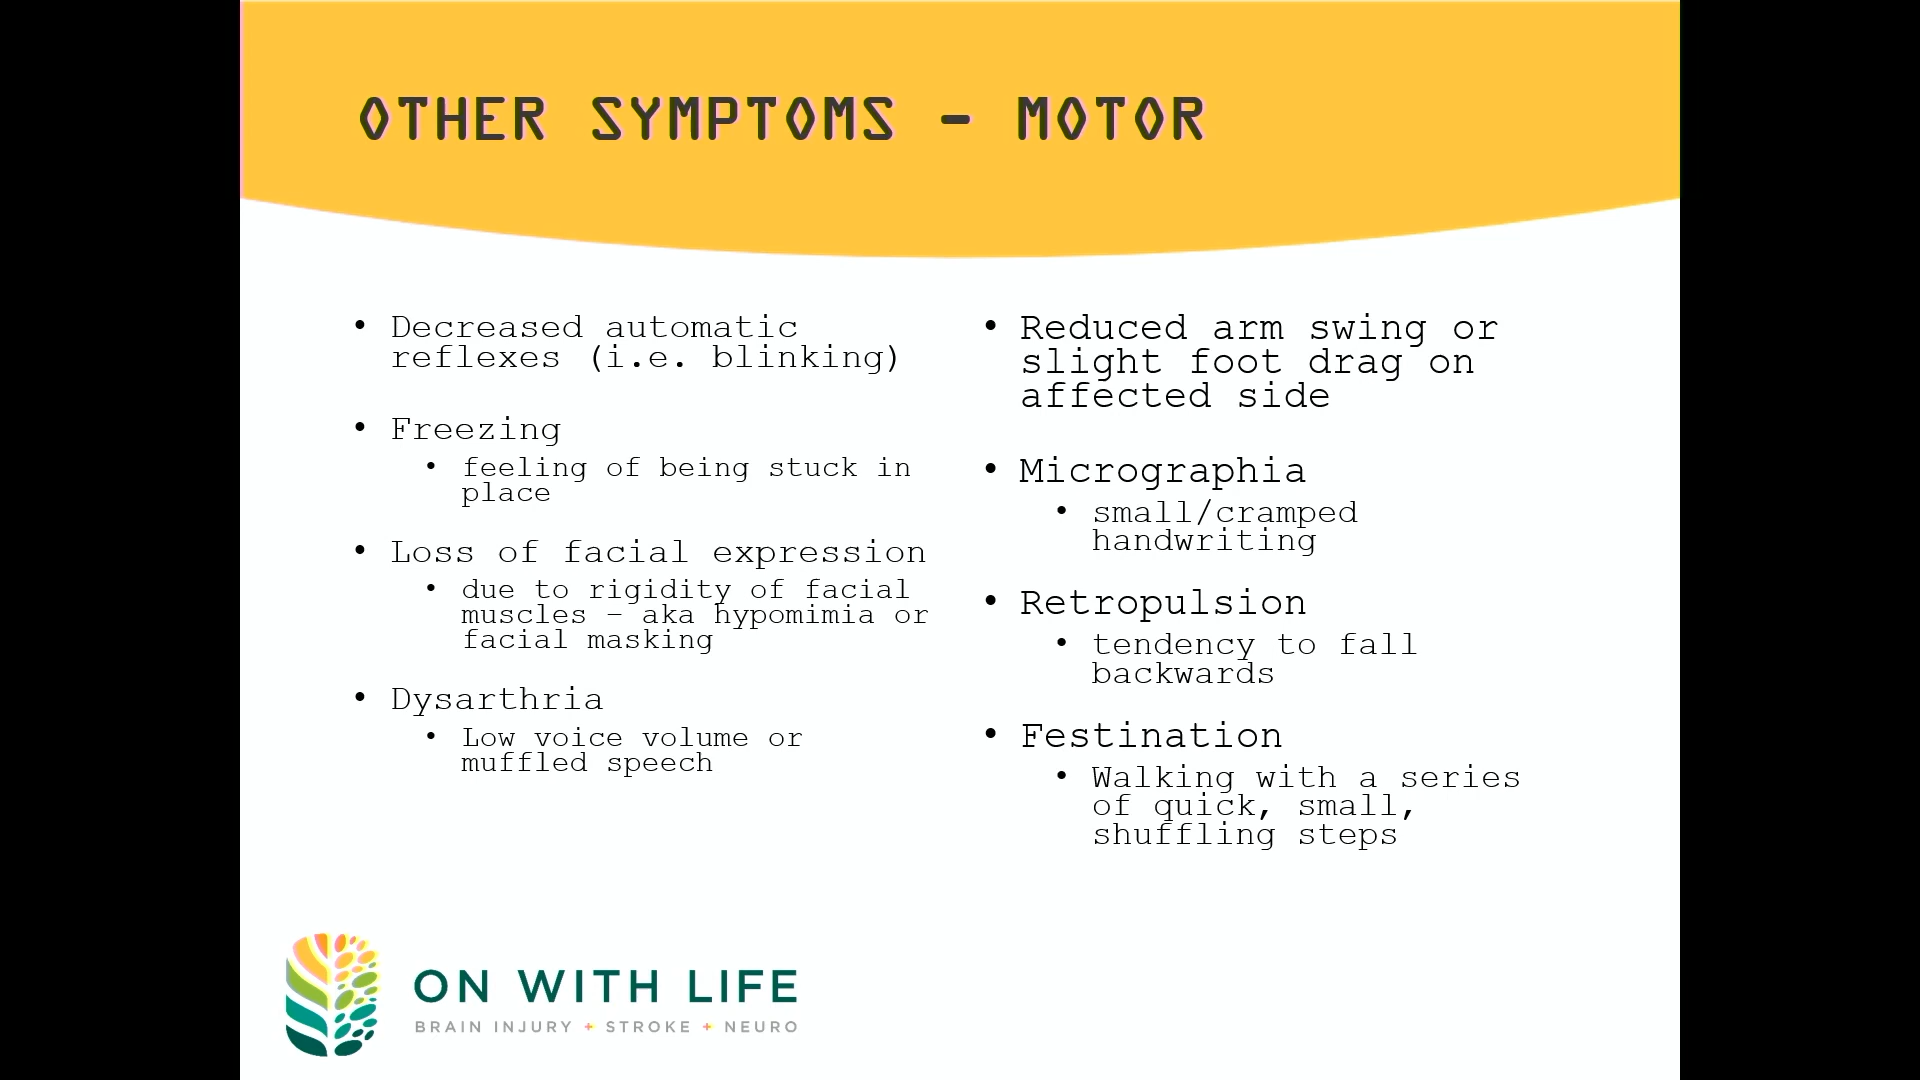 OTHER SYMPTOMS - MOTOR
• Decreased automatic
reflexes (i.e. blinking)
• Freezing
• feeling of being stuck in
place
• Loss of facial expression
• due to rigidity of facial
muscles – aka hypomimia or
facial masking
• Dysarthria
• Low voice volume or
muffled speech
• Reduced arm swing or
slight foot drag on
affected side
• Micrographia
• small/cramped
handwriting
• Retropulsion
• tendency to fall
backwards
• Festination
• Walking with a series
of quick, small,
shuffling steps
ON WITH LIFE
BRAIN INJURY + STROKE + NEURO